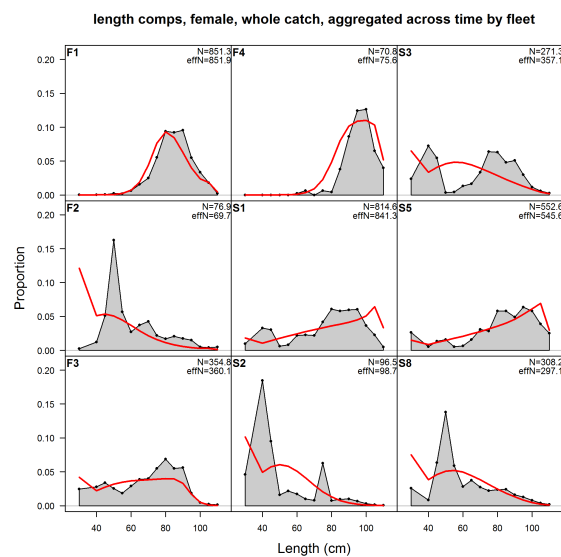 length comps, female, whole catch, aggregated across time by fleet
F1 N=851.3 effN=851.9
F4 N=70.8 effN=75.6
S3 N=271.3 effN=357.1
0.20
0.15
0.10
0.05
0.00
F2 N=76.9 effN=69.7
S1 N=814.6 effN=841.3
S5 N=552.6 effN=545.6
0.20
0.15
0.10
0.05
0.00
F3 N=354.8 effN=360.1
S2 N=96.5 effN=98.7
S8 N=308.2 effN=297.1
0.20
0.15
0.10
0.05
0.00
Proportion
40 60 80 100
40 60 80 100
40 60 80 100
Length (cm)